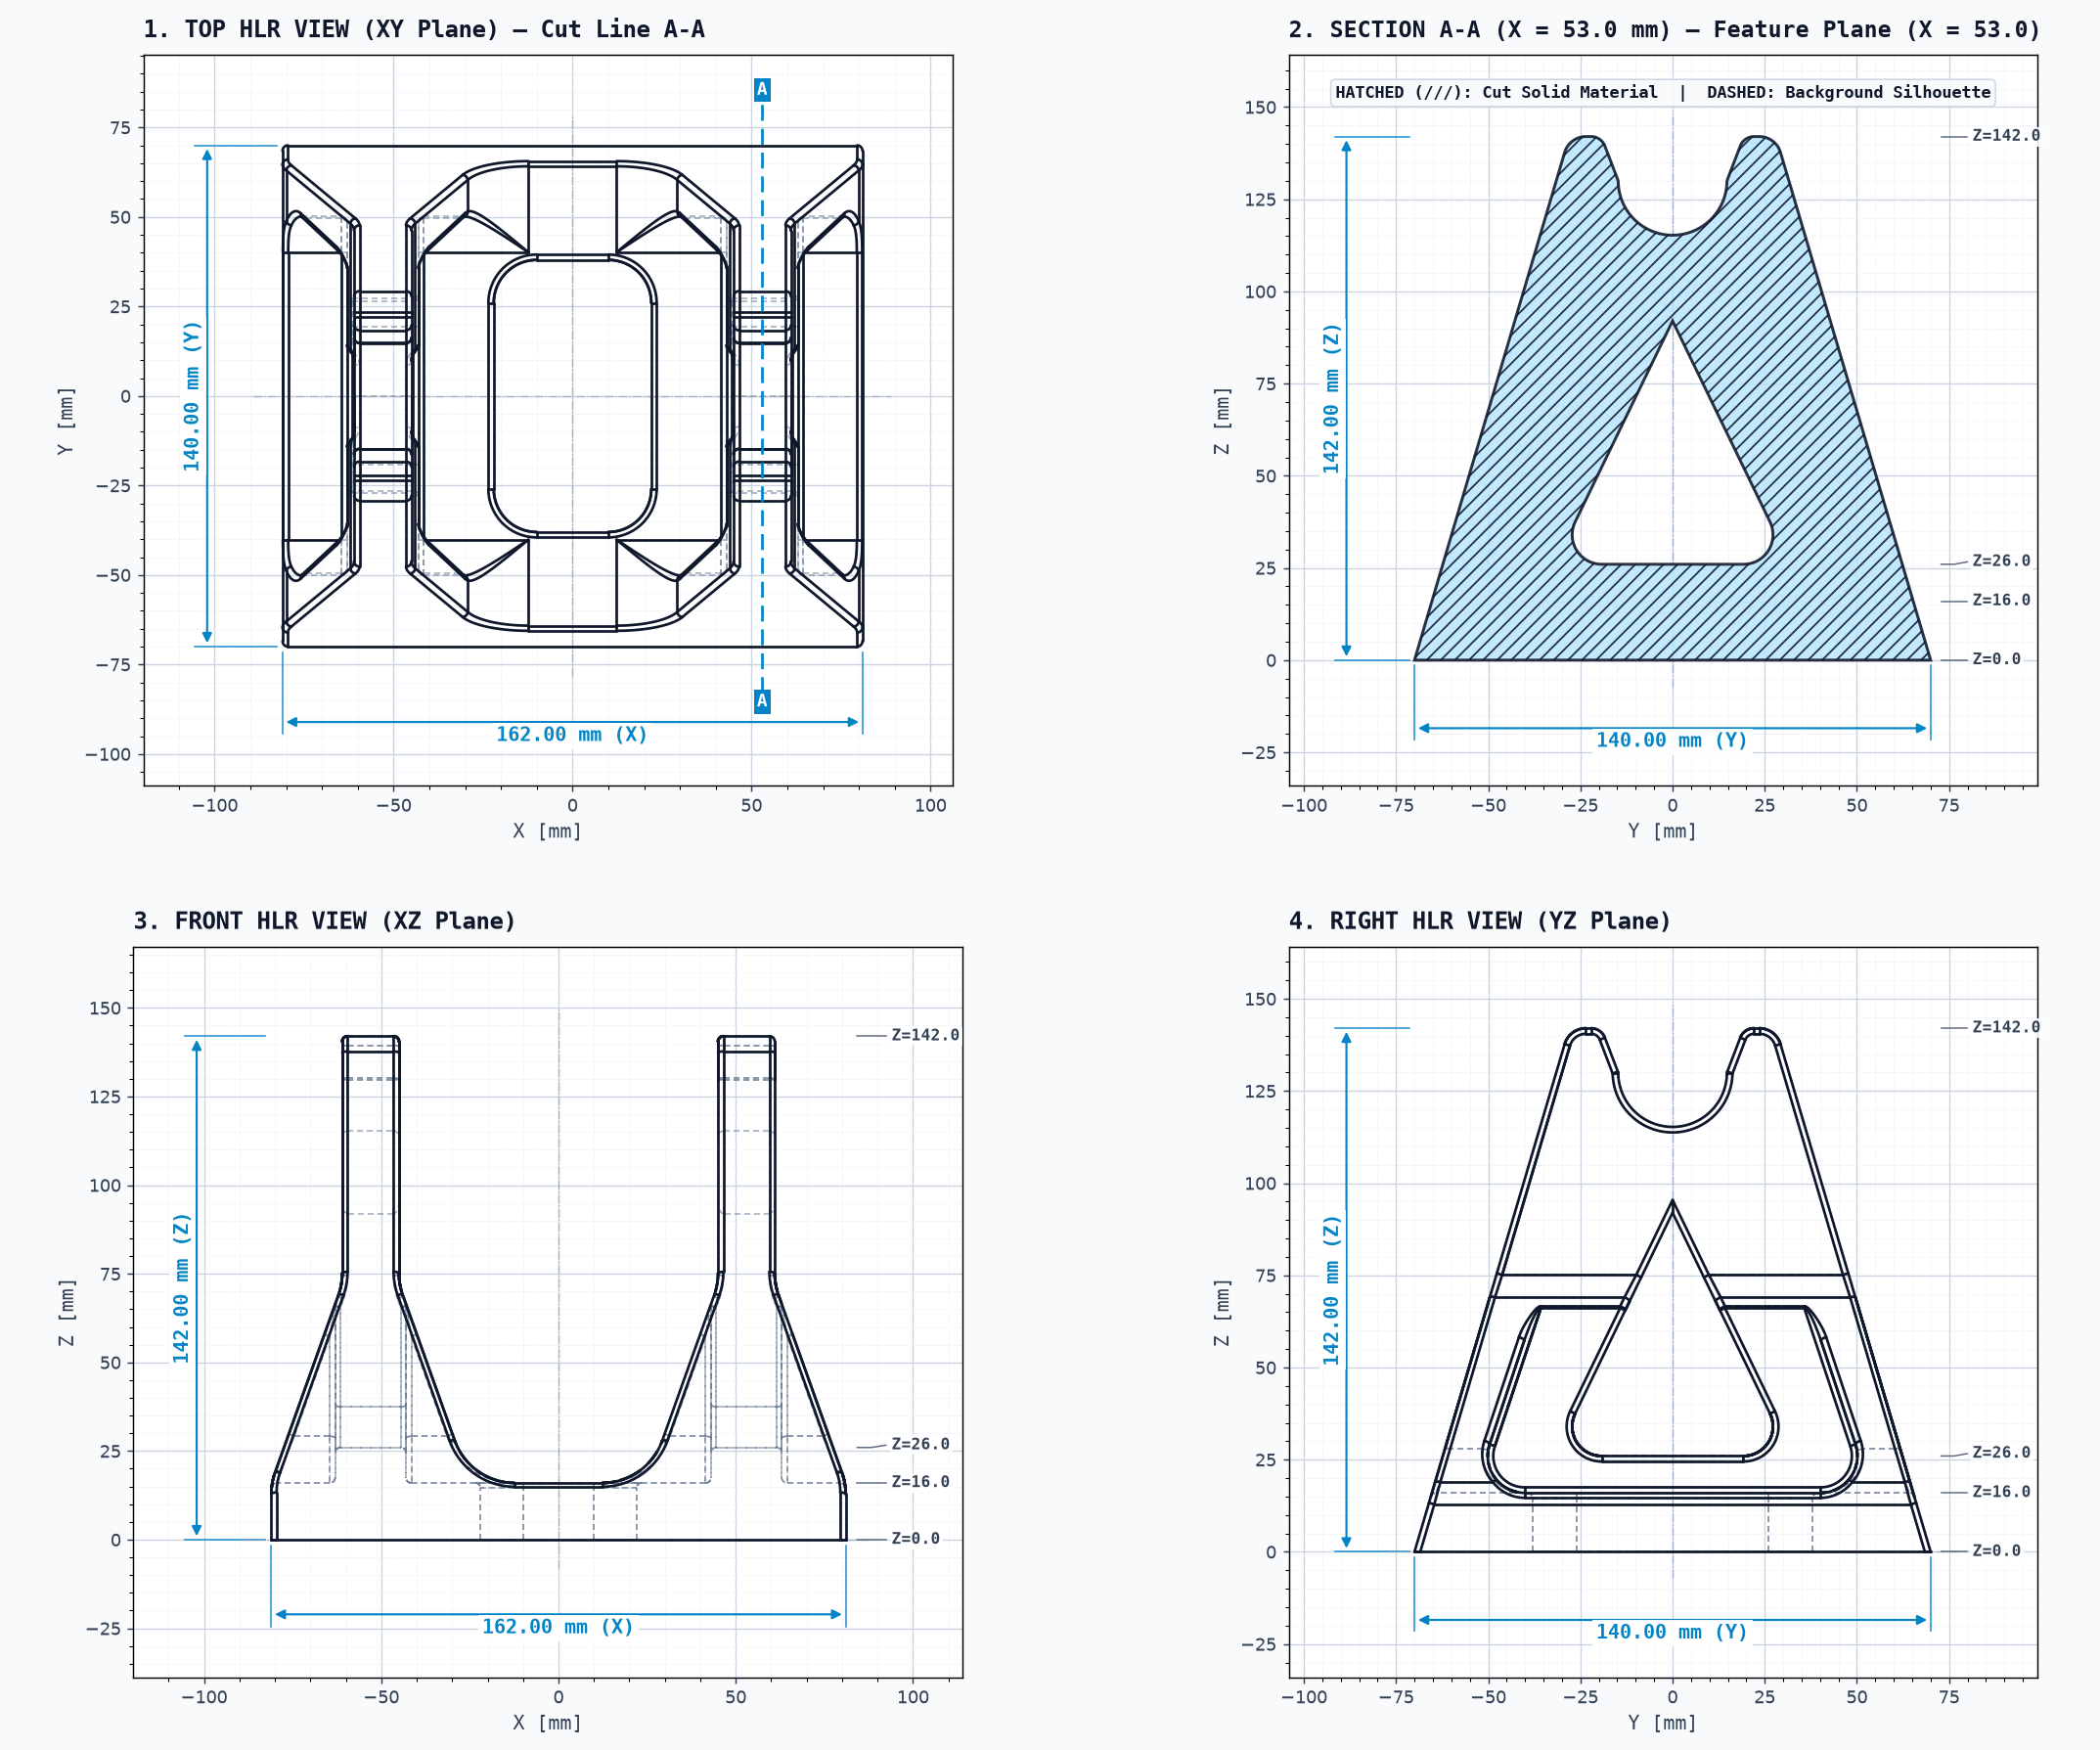 1. TOP HLR VIEW (XY Plane) — Cut Line A-A
A
75
50
25
0
−25
−50
−75
−100
Y [mm]
140.00 mm (Y)
A
162.00 mm (X)
−100
−50
0
50
100
X [mm]
2. SECTION A-A (X = 53.0 mm) — Feature Plane (X = 53.0)
HATCHED (///): Cut Solid Material | DASHED: Background Silhouette
150
125
100
75
50
25
0
−25
Z [mm]
142.00 mm (Z)
Z=142.0
Z=26.0
Z=16.0
Z=0.0
140.00 mm (Y)
−100
−75
−50
−25
0
25
50
75
Y [mm]
3. FRONT HLR VIEW (XZ Plane)
150
125
100
75
50
25
0
−25
Z [mm]
142.00 mm (Z)
Z=142.0
Z=26.0
Z=16.0
Z=0.0
162.00 mm (X)
−100
−50
0
50
100
X [mm]
4. RIGHT HLR VIEW (YZ Plane)
150
125
100
75
50
25
0
−25
Z [mm]
142.00 mm (Z)
Z=142.0
Z=26.0
Z=16.0
Z=0.0
140.00 mm (Y)
−100
−75
−50
−25
0
25
50
75
Y [mm]